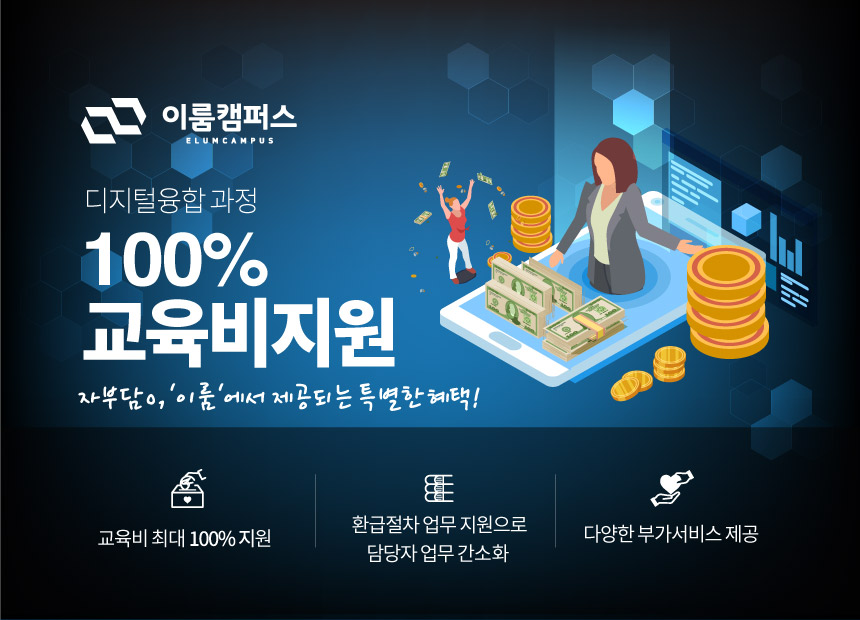 이룸캠퍼스
ELUMCAMPUS
디지털융합 과정
100%
교육비지원
자부담0, '이룸'에서 제공되는 특별한 혜택!
교육비 최대 100% 지원
환급절차 업무 지원으로
담당자 업무 간소화
다양한 부가서비스 제공